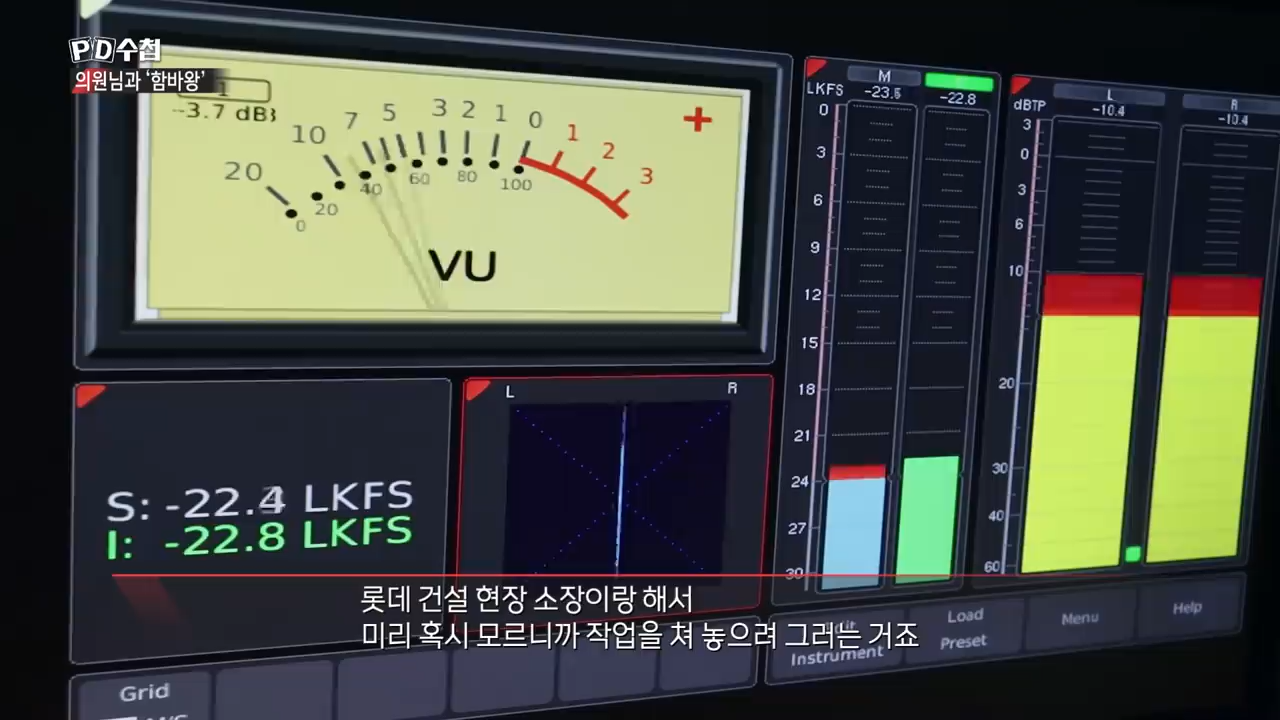 PD수첩
의원님과 '함바왕'
1
-3.7 dB
20 10 7 5 3 2 1 0 1 2 3
+
0 20 40 60 80 100
VU
M
LKFS -23.5 -22.8
0
3
6
9
12
15
18
21
24
27
30
L R
dBTP -10.4 -10.4
3
0
3
6
10
20
30
40
60
L R
S: -22.4 LKFS
I: -22.8 LKFS
롯데 건설 현장 소장이랑 해서
미리 혹시 모르니까 작업을 쳐 놓으려 그러는 거죠
Edit Instrument
Load Preset
Menu
Help
Grid